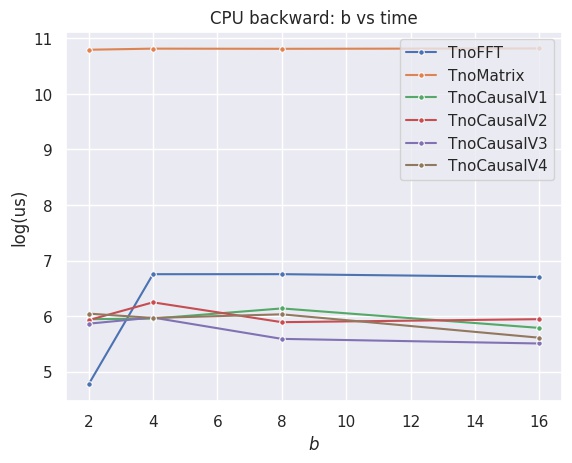 CPU backward: b vs time
log(us)
11
10
9
8
7
6
5
TnoFFT
TnoMatrix
TnoCausalV1
TnoCausalV2
TnoCausalV3
TnoCausalV4
2 4 6 8 10 12 14 16
b